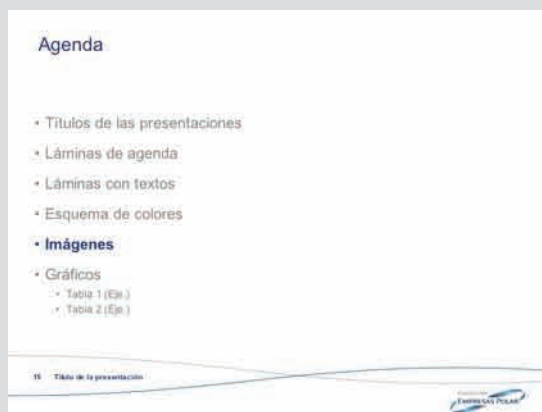 Agenda
• Títulos de las presentaciones
• Láminas de agenda
• Láminas con textos
• Esquema de colores
• Imágenes
• Gráficos
• Tabla 1 (Eje.)
• Tabla 2 (Eje.)
15 Título de la presentación
EMPRESAS POLAR